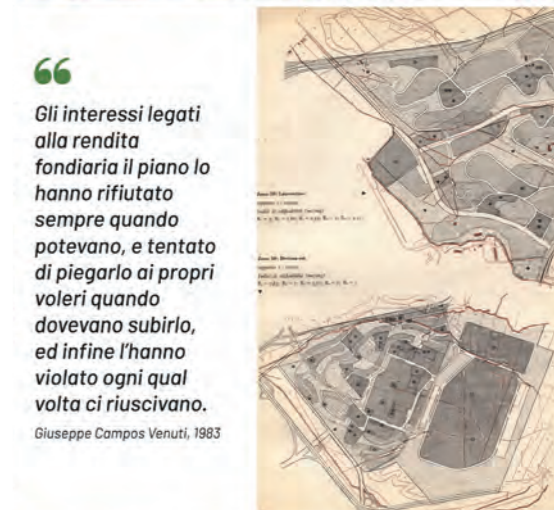 Gli interessi legati
alla rendita
fondiaria il piano lo
hanno rifiutato
sempre quando
potevano, e tentato
di piegarlo ai propri
voleri quando
dovevano subirlo,
ed infine l’hanno
violato ogni qual
volta ci riuscivano.
Giuseppe Campos Venuti, 1983